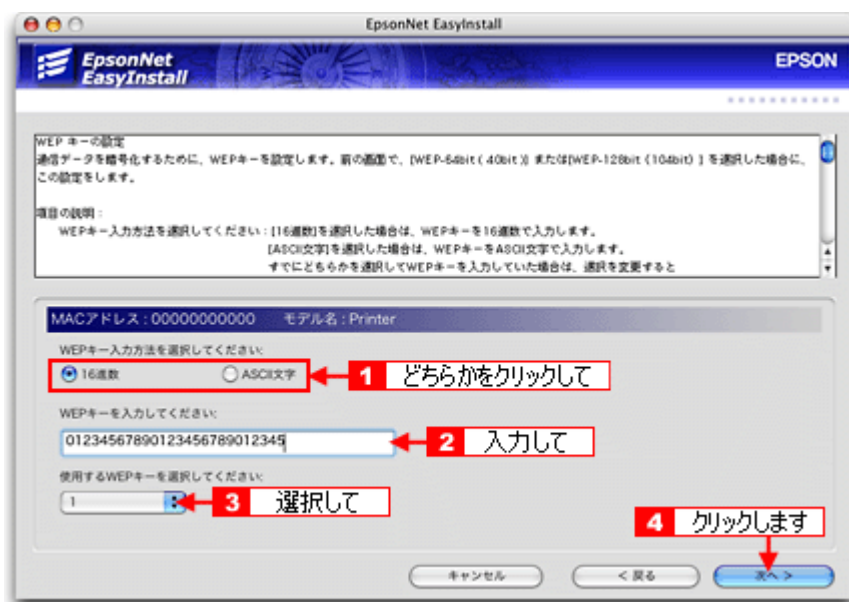 EpsonNet EasyInstall
EpsonNet
EasyInstall
EPSON
WEP キーの設定
通信データを暗号化するために、WEPキーを設定します。前の画面で、[WEP-64bit ( 40bit )] または[WEP-128bit (104bit) ] を選択した場合に、
この設定をします。
項目の説明 :
WEPキー入力方法を選択してください : [16進数]を選択した場合は、WEPキーを16進数で入力します。
[ASCII文字]を選択した場合は、WEPキーをASCII文字で入力します。
すでにどちらかを選択してWEPキーを入力していた場合は、選択を変更すると
MACアドレス : 00000000000 モデル名 : Printer
WEPキー入力方法を選択してください:
16進数 ASCII文字 1 どちらかをクリックして
WEPキーを入力してください:
01234567890123456789012345 2 入力して
使用するWEPキーを選択してください:
1 3 選択して
4 クリックします
キャンセル < 戻る 次へ >